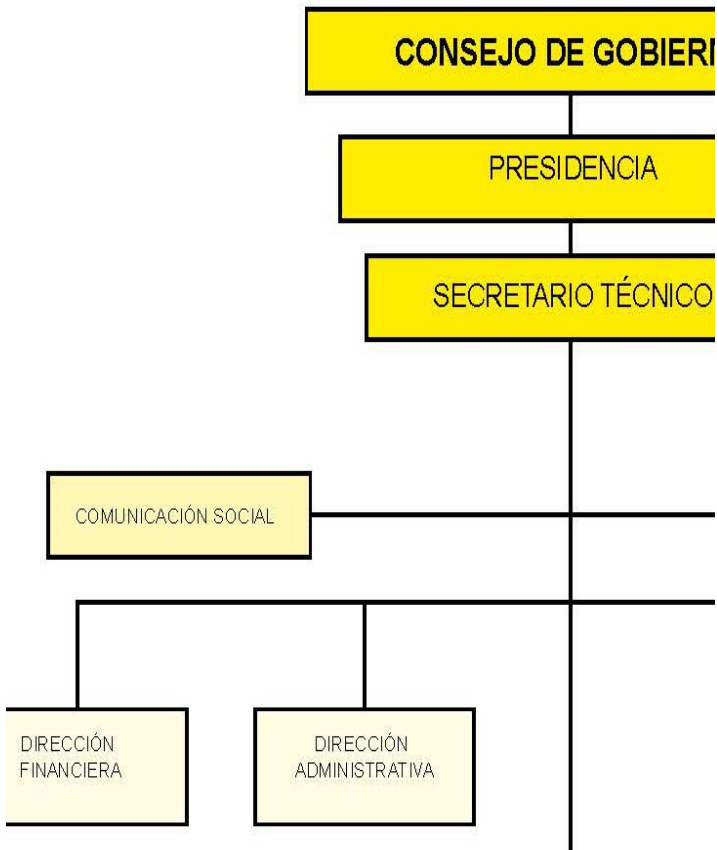 CONSEJO DE GOBIERN
PRESIDENCIA
SECRETARIO TÉCNICO
COMUNICACIÓN SOCIAL
DIRECCIÓN
FINANCIERA
DIRECCIÓN
ADMINISTRATIVA